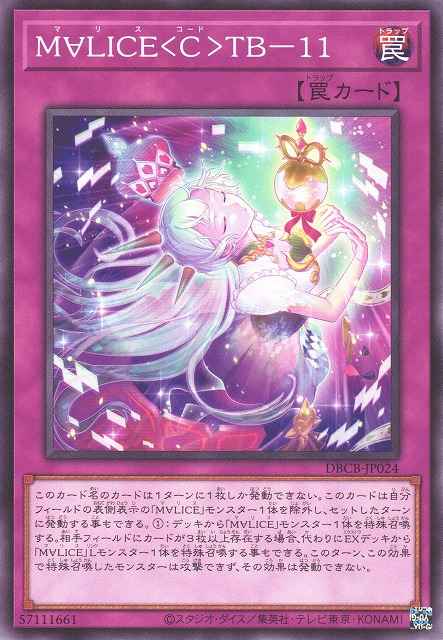 M∀LICE<C>TB-11
マリスコード
罠
トラップ
【罠カード】
トラップ
DBCB-JP024
このカード名のカードは1ターンに1枚しか発動できない。このカードは自分
フィールドの表側表示の「M∀LICE」モンスター1体を除外し、セットしたターン
に発動する事もできる。①:デッキから「M∀LICE」モンスター1体を特殊召喚
する。相手フィールドにカードが3枚以上存在する場合、代わりにEXデッキから
「M∀LICE」Lモンスター1体を特殊召喚する事もできる。このターン、この効果
で特殊召喚したモンスターは攻撃できず、その効果は発動できない。
57111661
©スタジオ・ダイス/集英社・テレビ東京・KONAMI